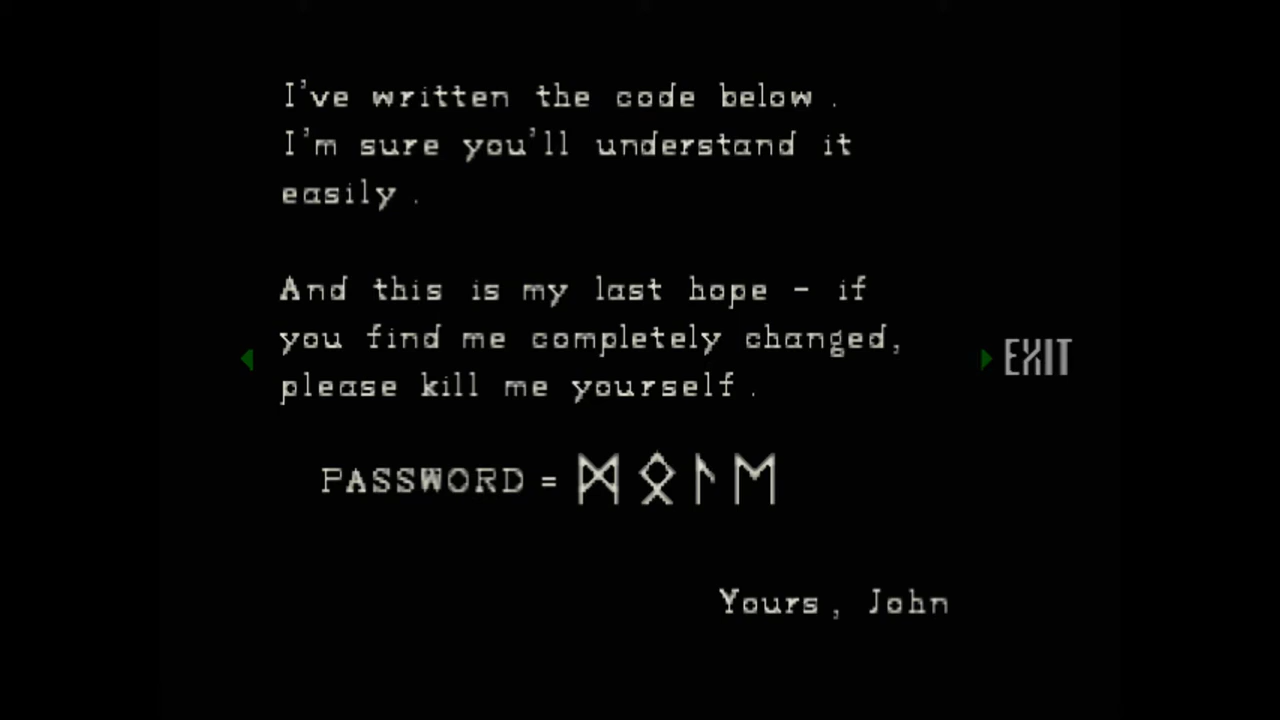 I've written the code below.
I'm sure you'll understand it
easily.
And this is my last hope - if
you find me completely changed,
EXIT
please kill me yourself.
PASSWORD = ᛗᛟᛚᛖ
Yours, John